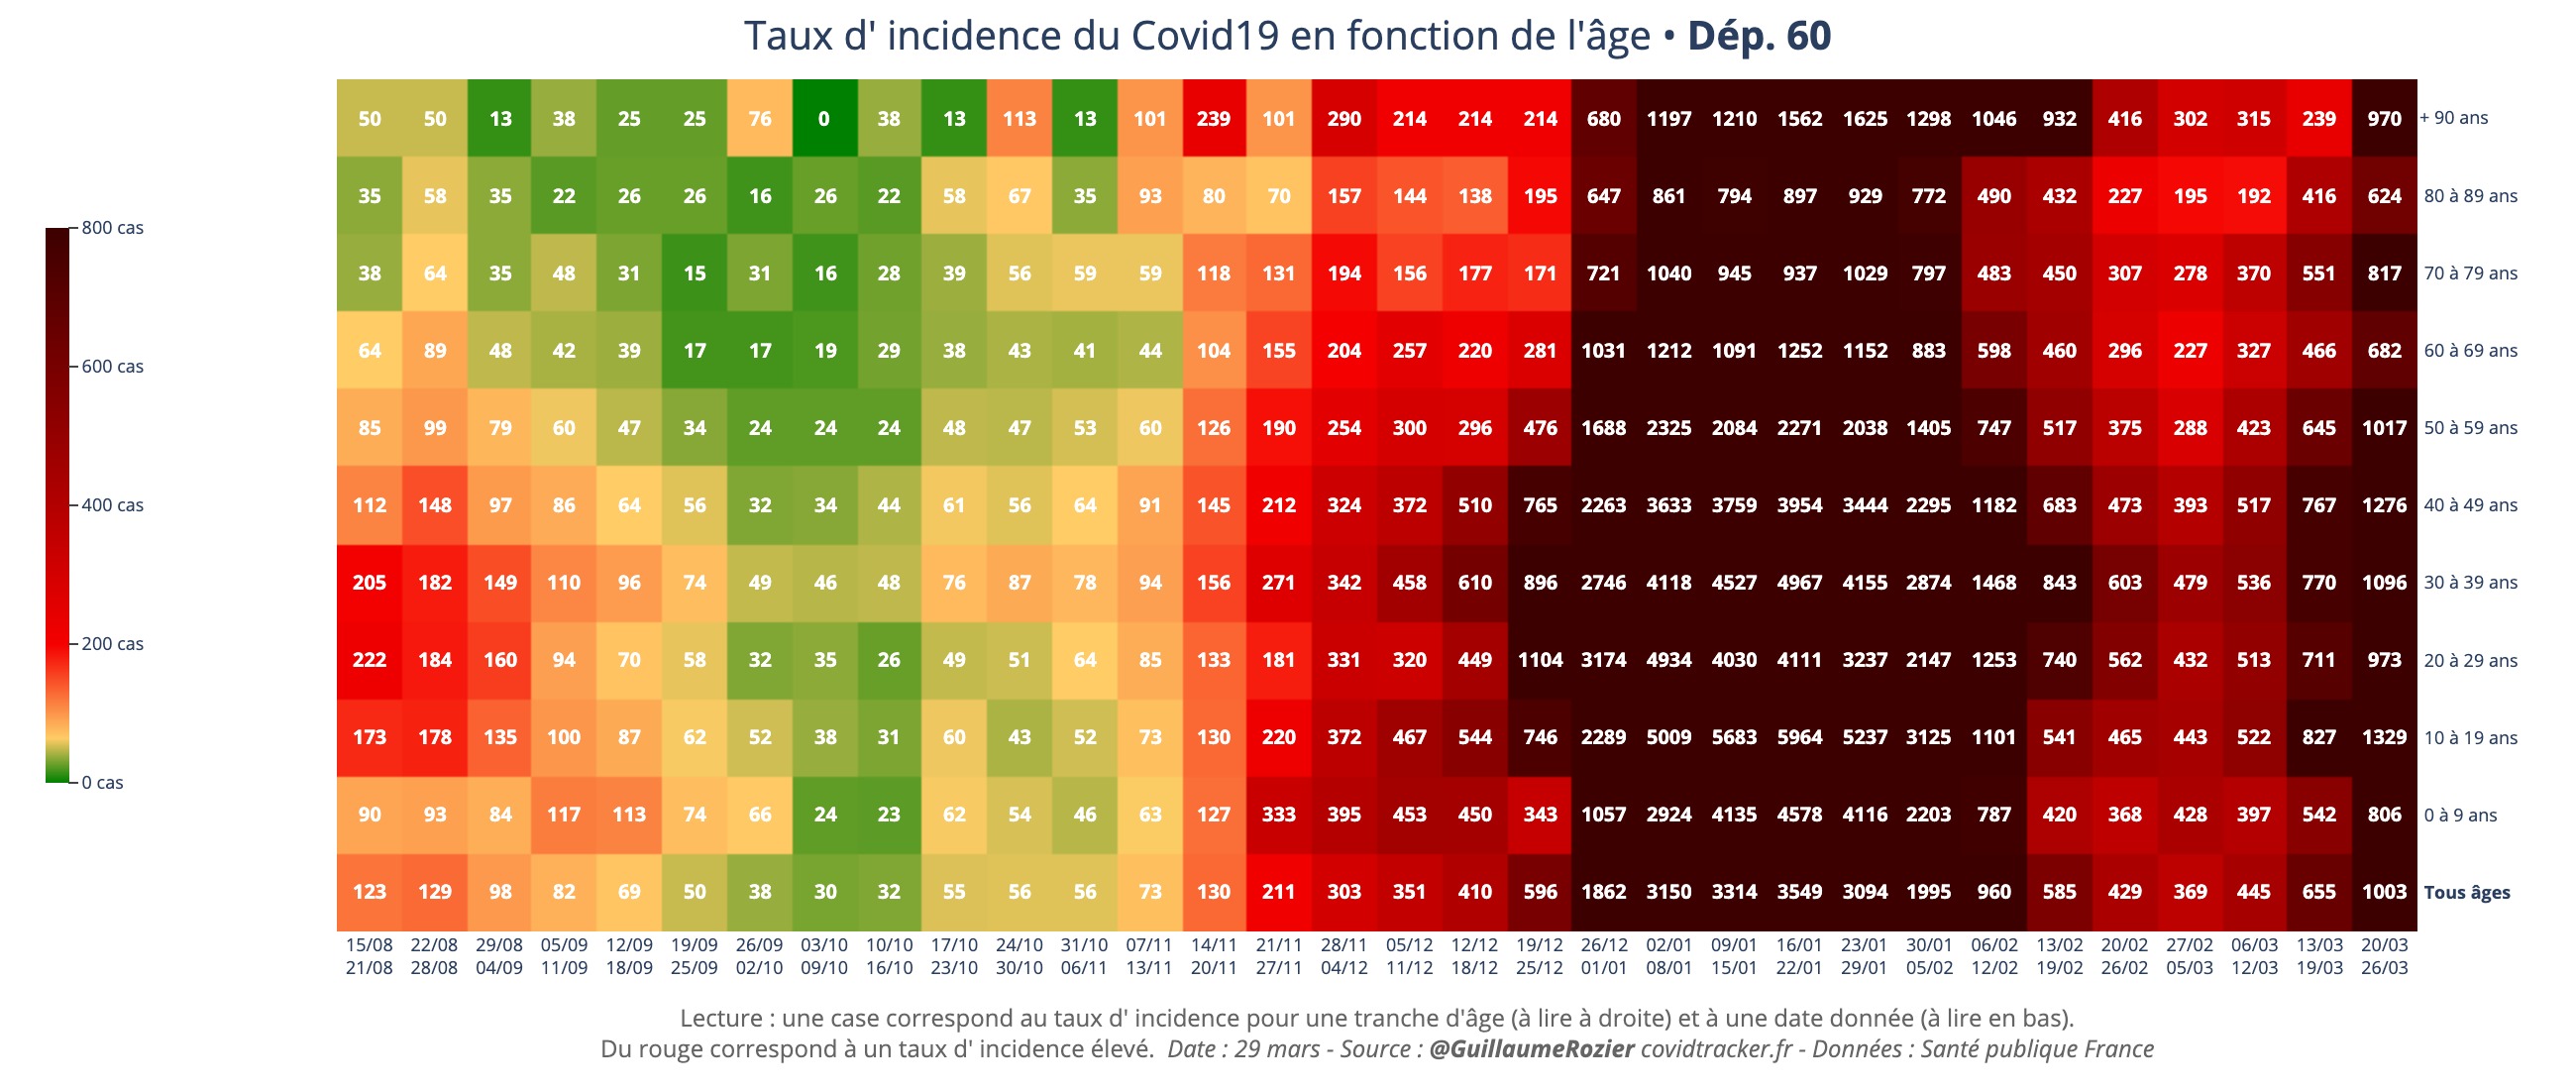 Taux d' incidence du Covid19 en fonction de l'âge • Dép. 60
50 50 13 38 25 25 76 0 38 13 113 13 101 239 101 290 214 214 214 680 1197 1210 1562 1625 1298 1046 932 416 302 315 239 970 + 90 ans
35 58 35 22 26 26 16 26 22 58 67 35 93 80 70 157 144 138 195 647 861 794 897 929 772 490 432 227 195 192 416 624 80 à 89 ans
38 64 35 48 31 15 31 16 28 39 56 59 59 118 131 194 156 177 171 721 1040 945 937 1029 797 483 450 307 278 370 551 817 70 à 79 ans
64 89 48 42 39 17 17 19 29 38 43 41 44 104 155 204 257 220 281 1031 1212 1091 1252 1152 883 598 460 296 227 327 466 682 60 à 69 ans
85 99 79 60 47 34 24 24 24 48 47 53 60 126 190 254 300 296 476 1688 2325 2084 2271 2038 1405 747 517 375 288 423 645 1017 50 à 59 ans
112 148 97 86 64 56 32 34 44 61 56 64 91 145 212 324 372 510 765 2263 3633 3759 3954 3444 2295 1182 683 473 393 517 767 1276 40 à 49 ans
205 182 149 110 96 74 49 46 48 76 87 78 94 156 271 342 458 610 896 2746 4118 4527 4967 4155 2874 1468 843 603 479 536 770 1096 30 à 39 ans
222 184 160 94 70 58 32 35 26 49 51 64 85 133 181 331 320 449 1104 3174 4934 4030 4111 3237 2147 1253 740 562 432 513 711 973 20 à 29 ans
173 178 135 100 87 62 52 38 31 60 43 52 73 130 220 372 467 544 746 2289 5009 5683 5964 5237 3125 1101 541 465 443 522 827 1329 10 à 19 ans
90 93 84 117 113 74 66 24 23 62 54 46 63 127 333 395 453 450 343 1057 2924 4135 4578 4116 2203 787 420 368 428 397 542 806 0 à 9 ans
123 129 98 82 69 50 38 30 32 55 56 56 73 130 211 303 351 410 596 1862 3150 3314 3549 3094 1995 960 585 429 369 445 655 1003 Tous âges
15/08 22/08 29/08 05/09 12/09 19/09 26/09 03/10 10/10 17/10 24/10 31/10 07/11 14/11 21/11 28/11 05/12 12/12 19/12 26/12 02/01 09/01 16/01 23/01 30/01 06/02 13/02 20/02 27/02 06/03 13/03 20/03
21/08 28/08 04/09 11/09 18/09 25/09 02/10 09/10 16/10 23/10 30/10 06/11 13/11 20/11 27/11 04/12 11/12 18/12 25/12 01/01 08/01 15/01 22/01 29/01 05/02 12/02 19/02 26/02 05/03 12/03 19/03 26/03
800 cas
600 cas
400 cas
200 cas
0 cas
Lecture : une case correspond au taux d' incidence pour une tranche d'âge (à lire à droite) et à une date donnée (à lire en bas).
Du rouge correspond à un taux d' incidence élevé. Date : 29 mars - Source : @GuillaumeRozier covidtracker.fr - Données : Santé publique France